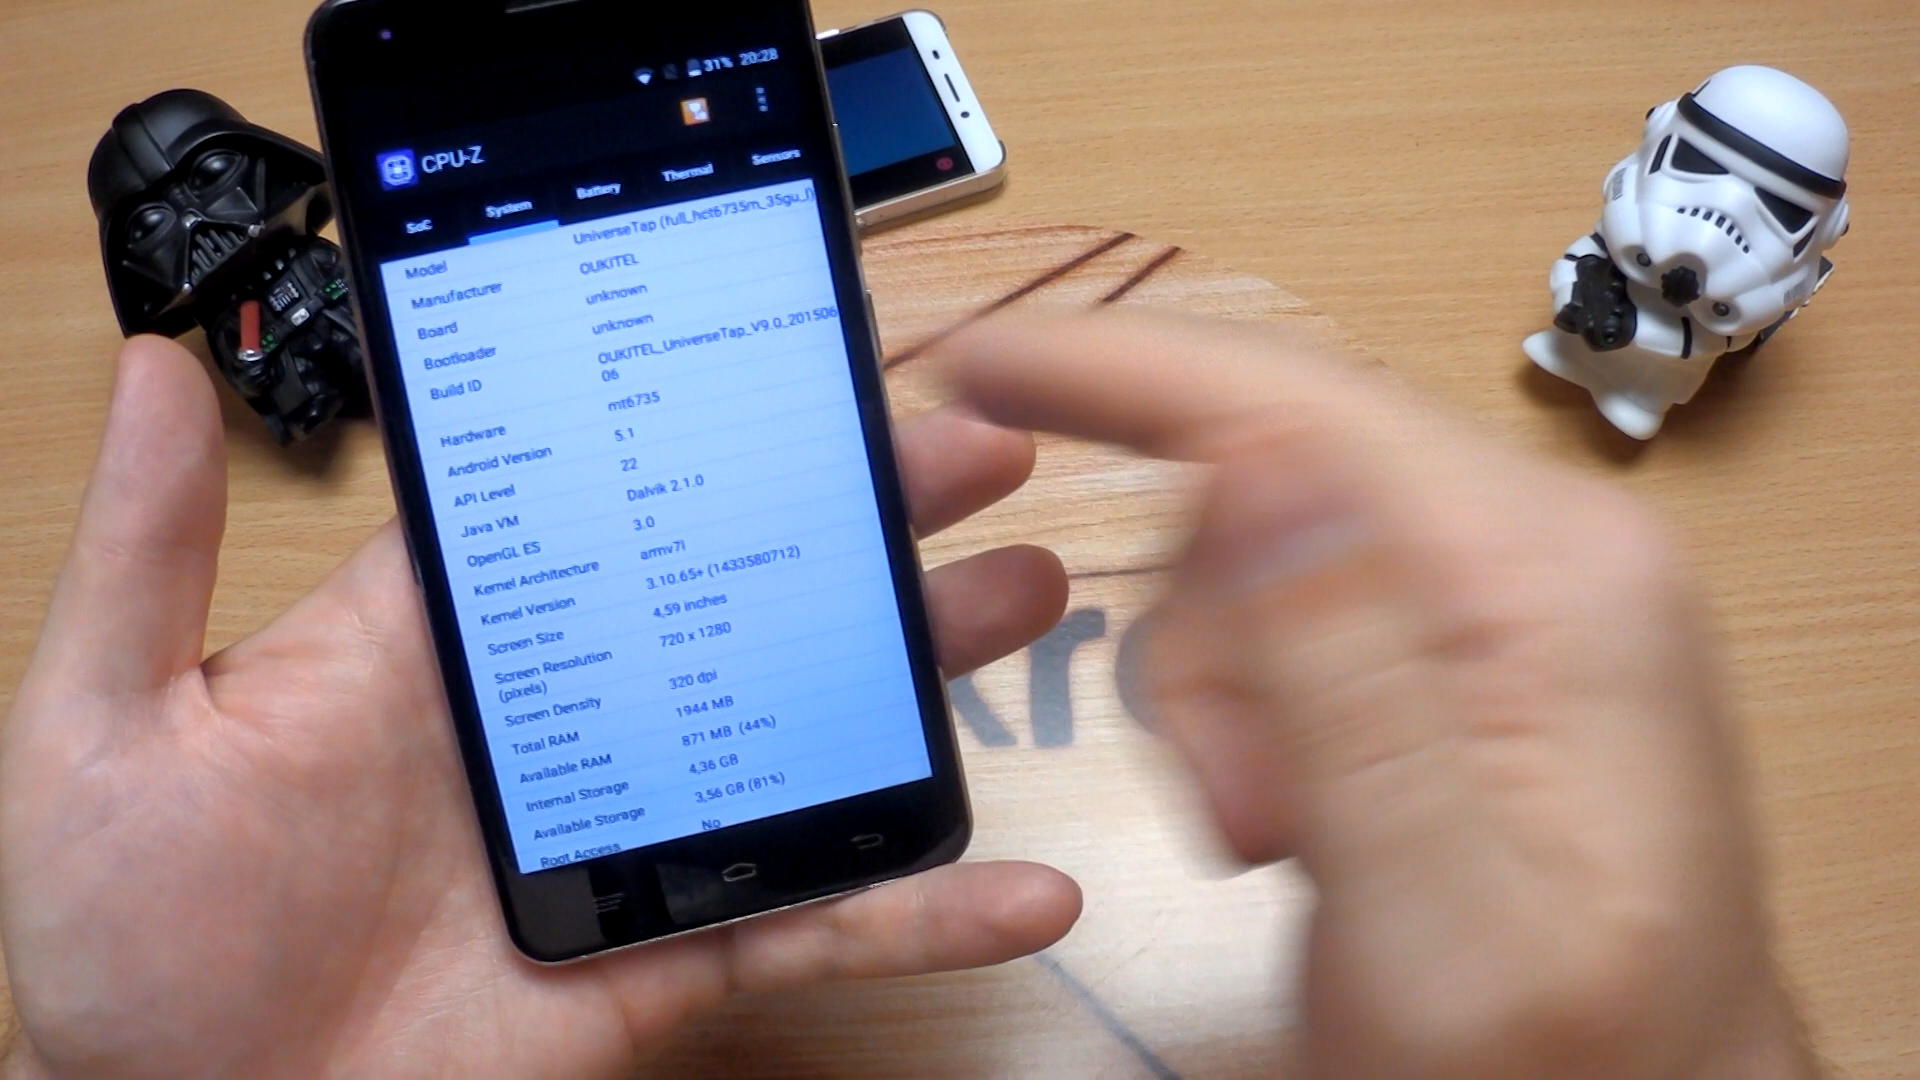 31% 20:28
CPU-Z
SoC System Battery Thermal Sensors
Model UniverseTap (full_hct6735m_35gu_l)
Manufacturer OUKITEL
Board unknown
Bootloader unknown
Build ID OUKITEL_UniverseTap_V9.0_201506
06
Hardware mt6735
Android Version 5.1
API Level 22
Java VM Dalvik 2.1.0
OpenGL ES 3.0
Kernel Architecture armv7l
Kernel Version 3.10.65+ (1433580712)
Screen Size 4,59 inches
Screen Resolution 720 x 1280
(pixels)
Screen Density 320 dpi
Total RAM 1944 MB
Available RAM 871 MB (44%)
Internal Storage 4,36 GB
Available Storage 3,56 GB (81%)
Root Access No